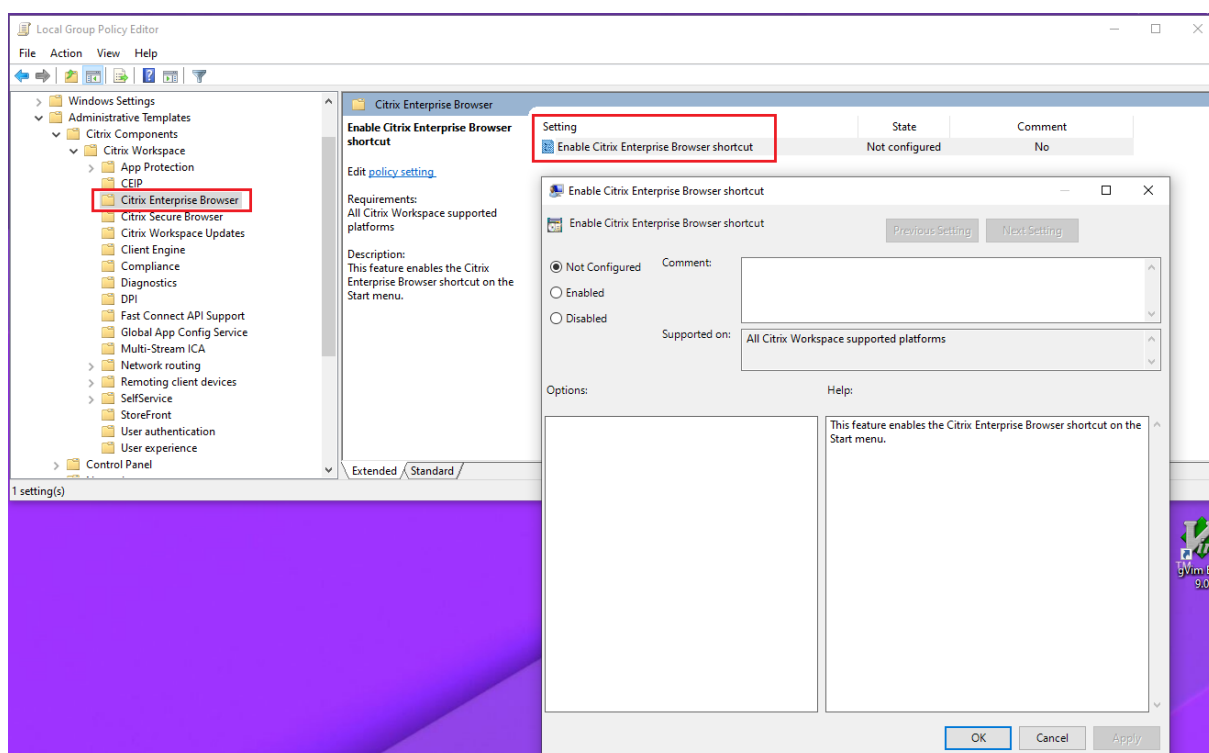 Local Group Policy Editor
File Action View Help
Windows Settings
Administrative Templates
Citrix Components
Citrix Workspace
App Protection
CEIP
Citrix Enterprise Browser
Citrix Secure Browser
Citrix Workspace Updates
Client Engine
Compliance
Diagnostics
DPI
Fast Connect API Support
Global App Config Service
Multi-Stream ICA
Network routing
Remoting client devices
SelfService
StoreFront
User authentication
User experience
Control Panel
1 setting(s)
Citrix Enterprise Browser
Enable Citrix Enterprise Browser
shortcut
Edit policy setting
Requirements:
All Citrix Workspace supported
platforms
Description:
This feature enables the Citrix
Enterprise Browser shortcut on the
Start menu.
Setting State Comment
Enable Citrix Enterprise Browser shortcut Not configured No
Extended Standard
Enable Citrix Enterprise Browser shortcut
Enable Citrix Enterprise Browser shortcut
Previous Setting Next Setting
Not Configured
Enabled
Disabled
Comment:
Supported on: All Citrix Workspace supported platforms
Options: Help:
This feature enables the Citrix Enterprise Browser shortcut on the
Start menu.
OK Cancel Apply
gVim
9.0